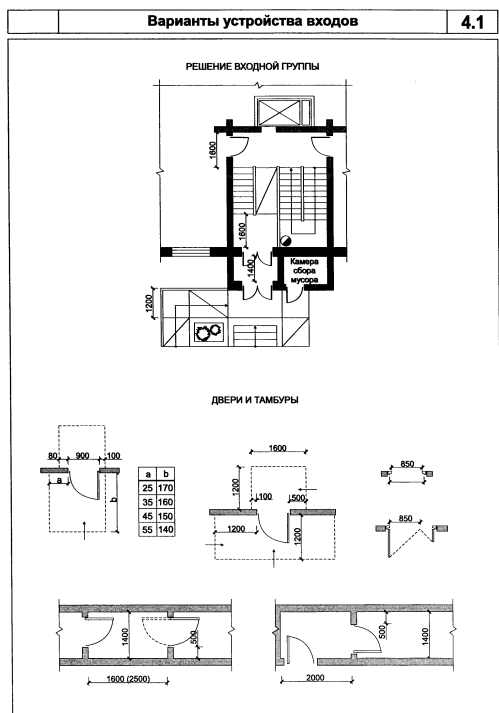 Варианты устройства входов
4.1
РЕШЕНИЕ ВХОДНОЙ ГРУППЫ
1600
1600
1400
Камера
сбора
мусора
1200
ДВЕРИ И ТАМБУРЫ
80 900 100
a
b
a b
25 170
35 160
45 150
55 140
1600
1200
100 500
1200
1200
850
850
1400
500
1600 (2500)
500
1400
2000